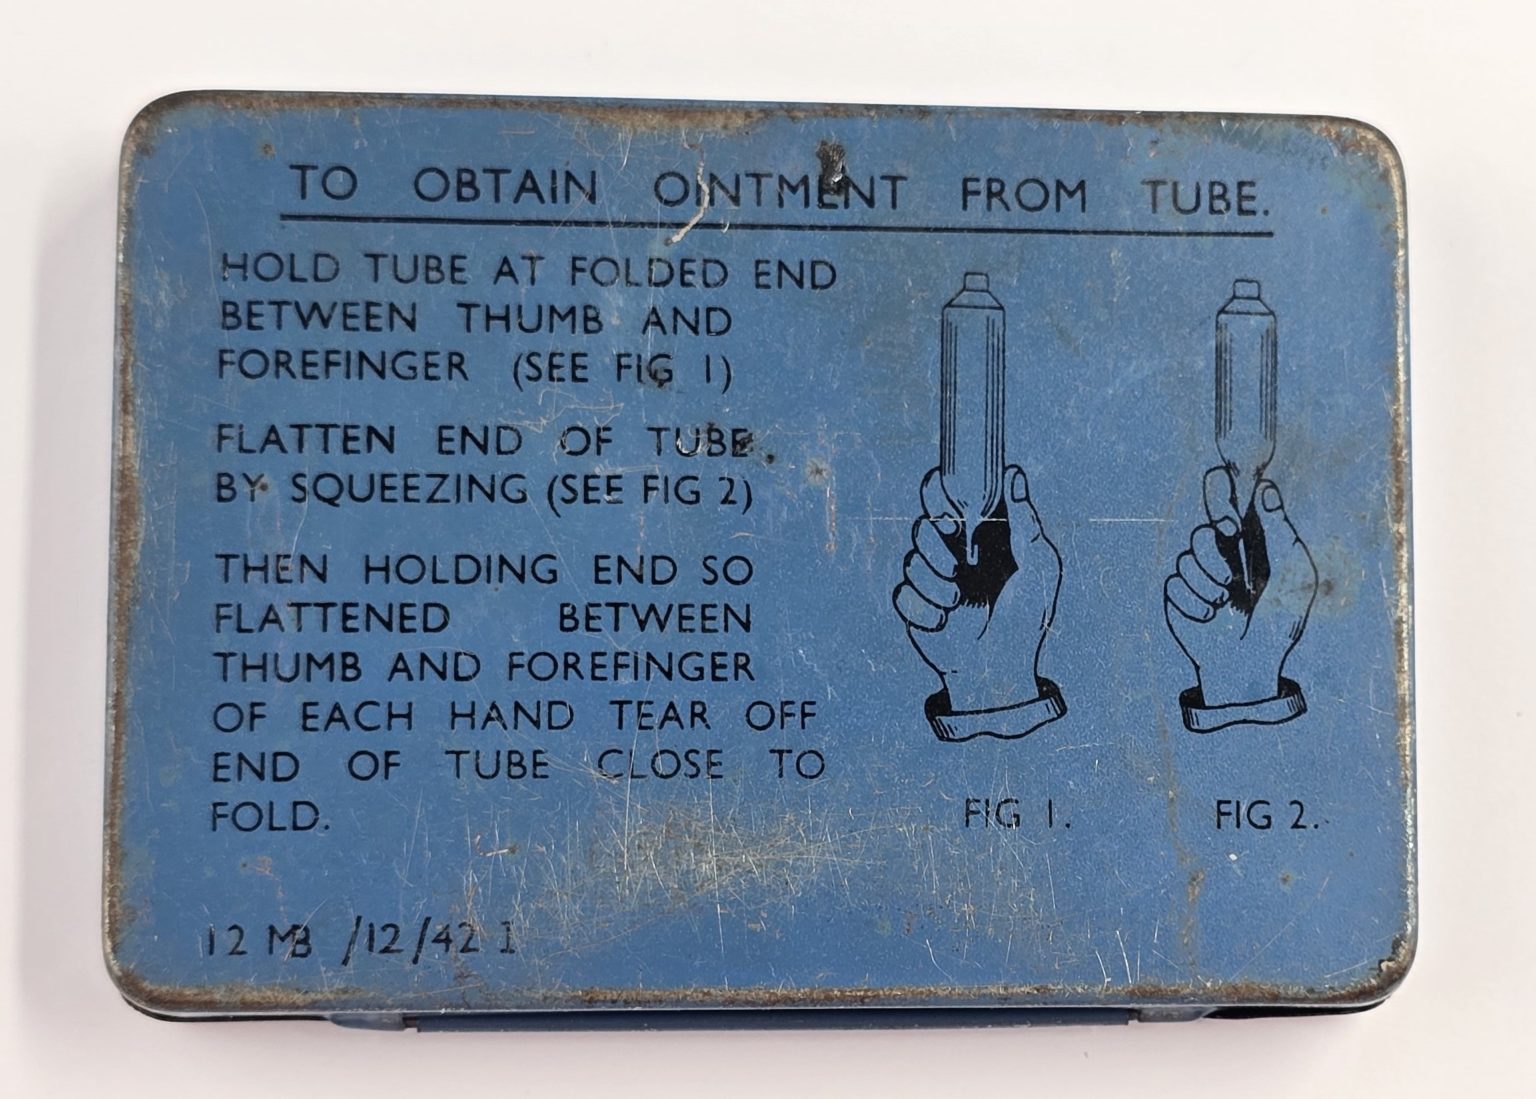 TO OBTAIN OINTMENT FROM TUBE.
HOLD TUBE AT FOLDED END
BETWEEN THUMB AND
FOREFINGER (SEE FIG 1)
FLATTEN END OF TUBE
BY SQUEEZING (SEE FIG 2)
THEN HOLDING END SO
FLATTENED BETWEEN
THUMB AND FOREFINGER
OF EACH HAND TEAR OFF
END OF TUBE CLOSE TO
FOLD.
FIG 1.
FIG 2.
12 MB /12/42 1